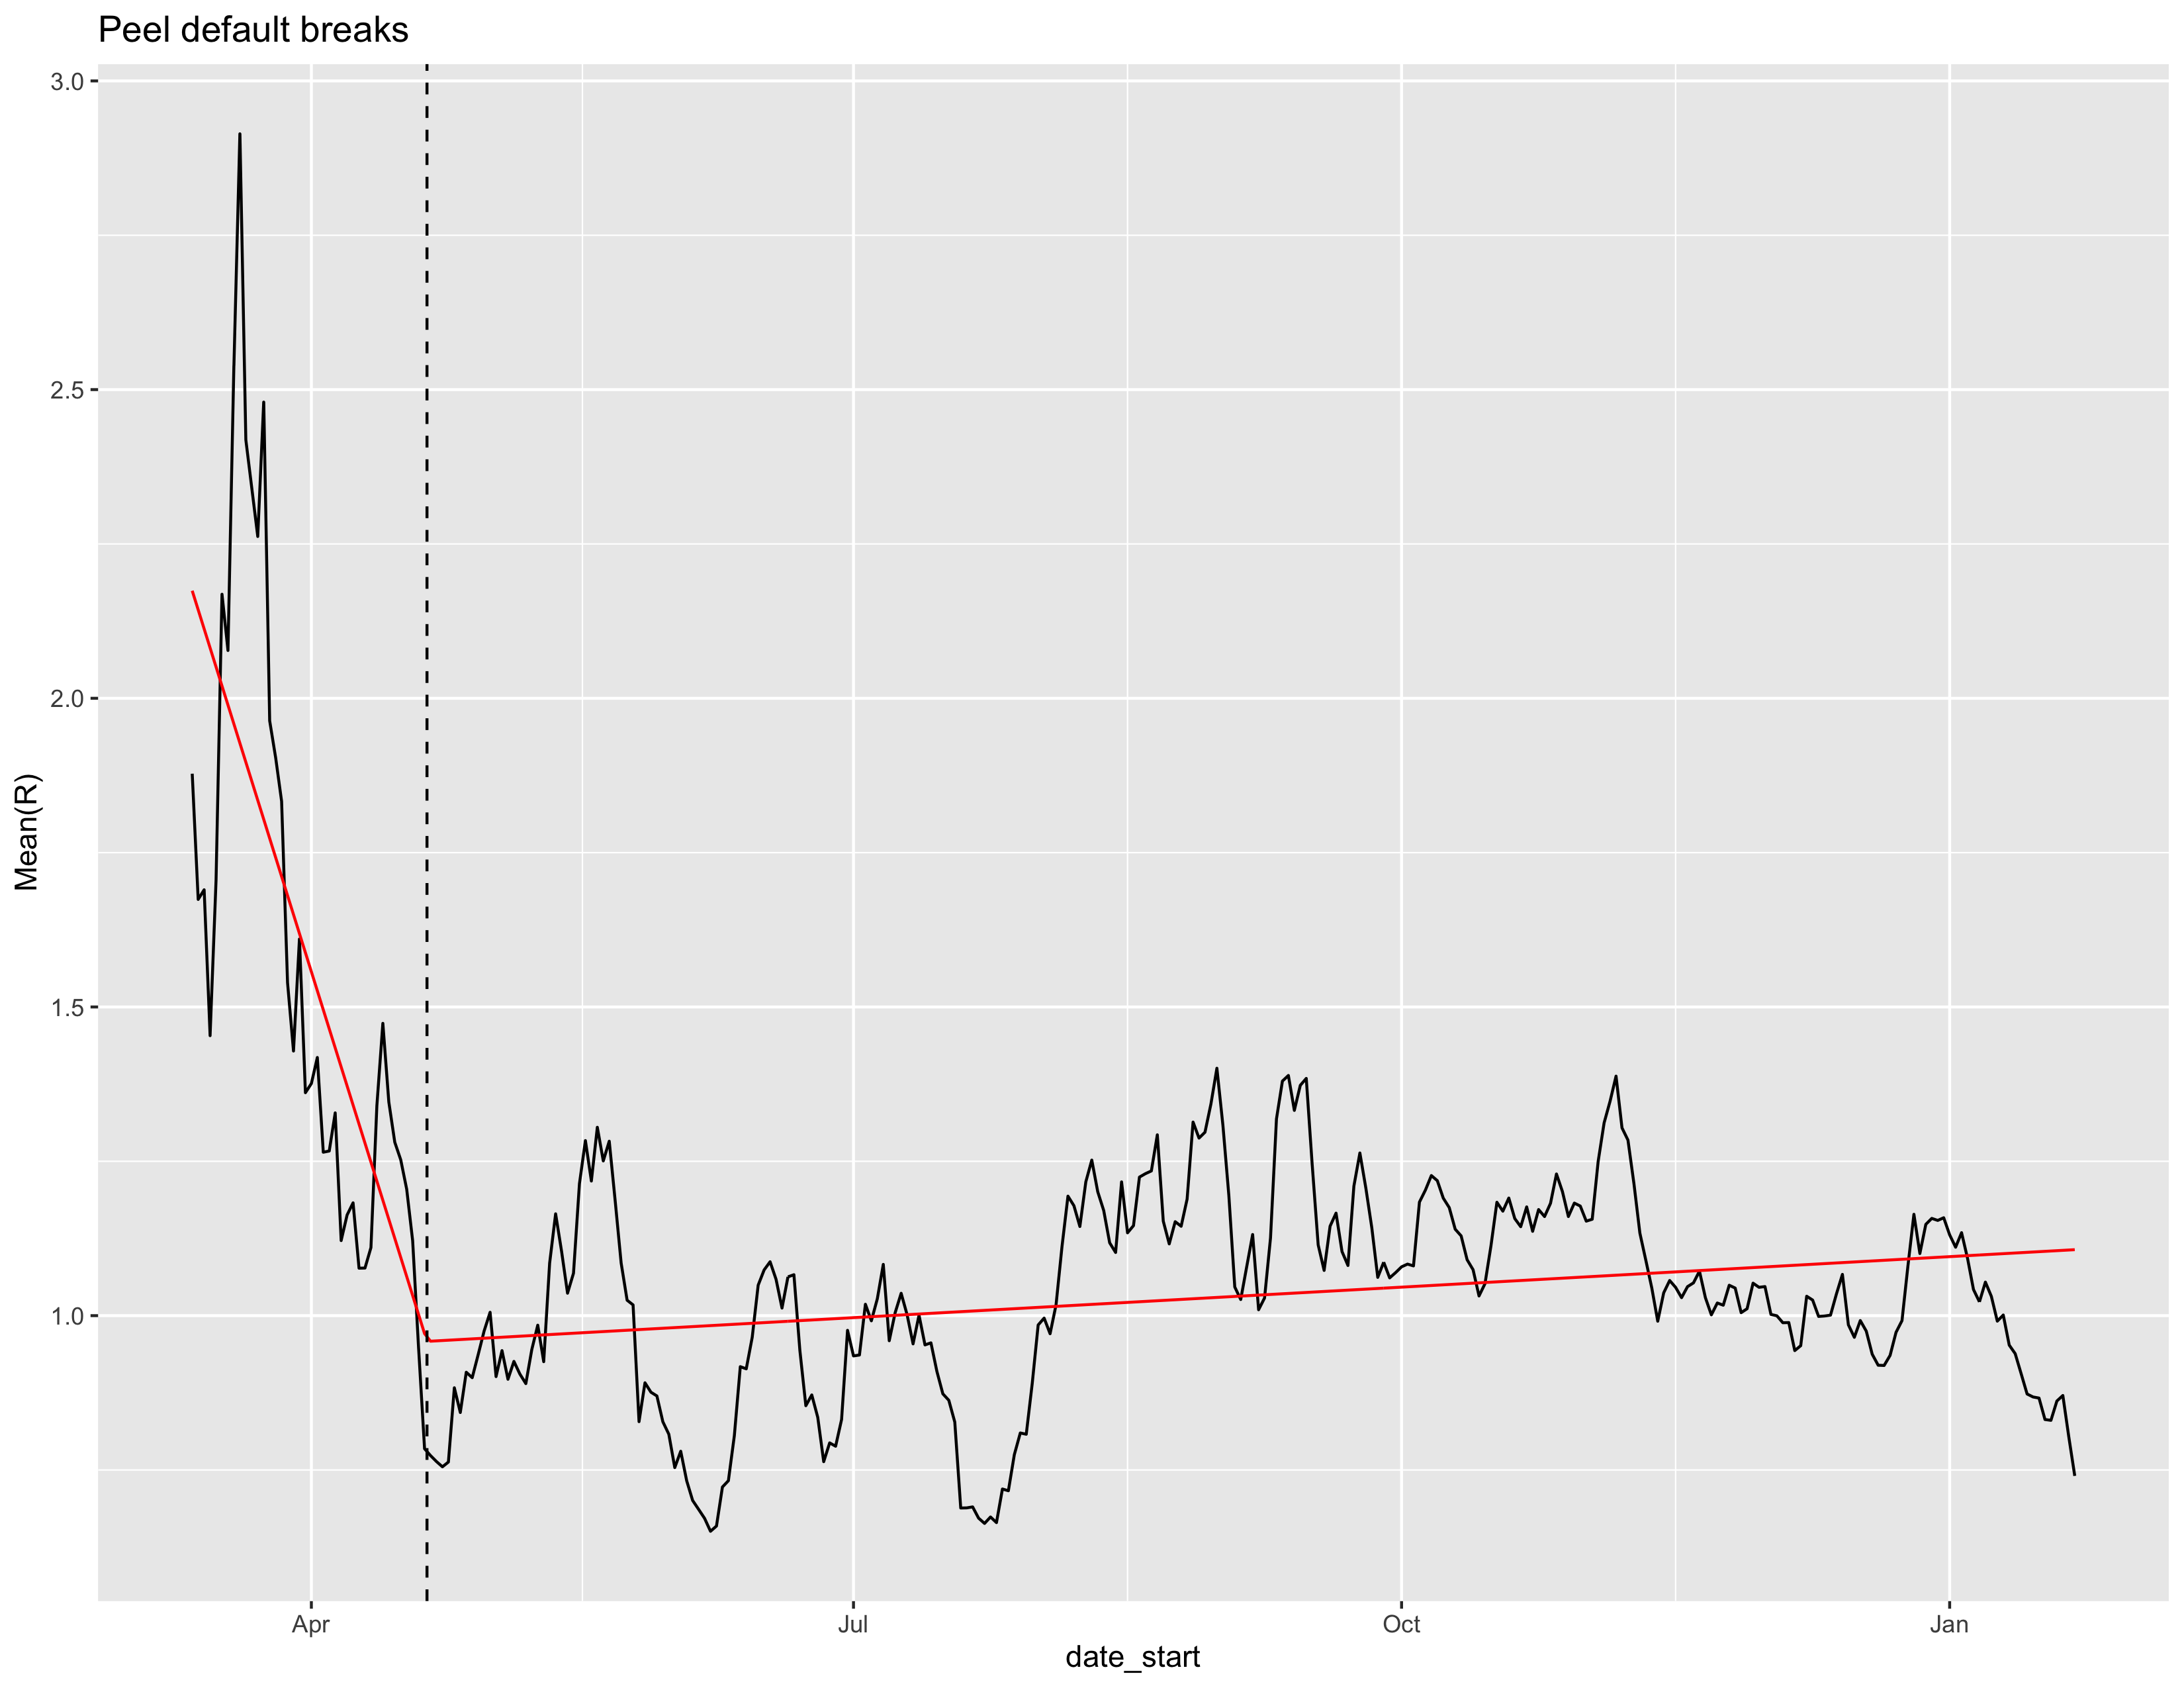 Peel default breaks
3.0
2.5
2.0
1.5
1.0
Mean(R)
Apr Jul Oct Jan
date_start